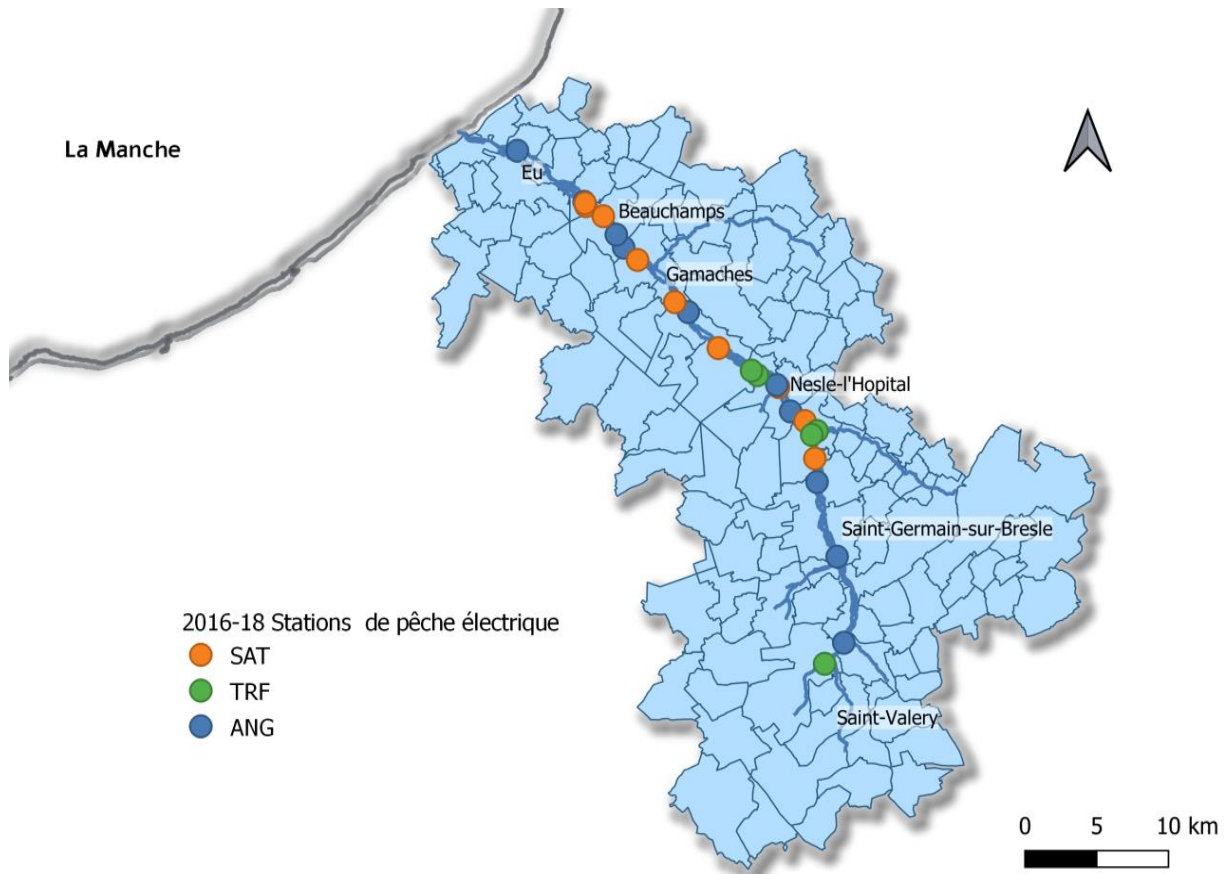 La Manche
Eu
Beauchamps
Gamaches
Nesle-l'Hopital
Saint-Germain-sur-Bresle
2016-18 Stations de pêche électrique
SAT
TRF
ANG
Saint-Valery
0 5 10 km